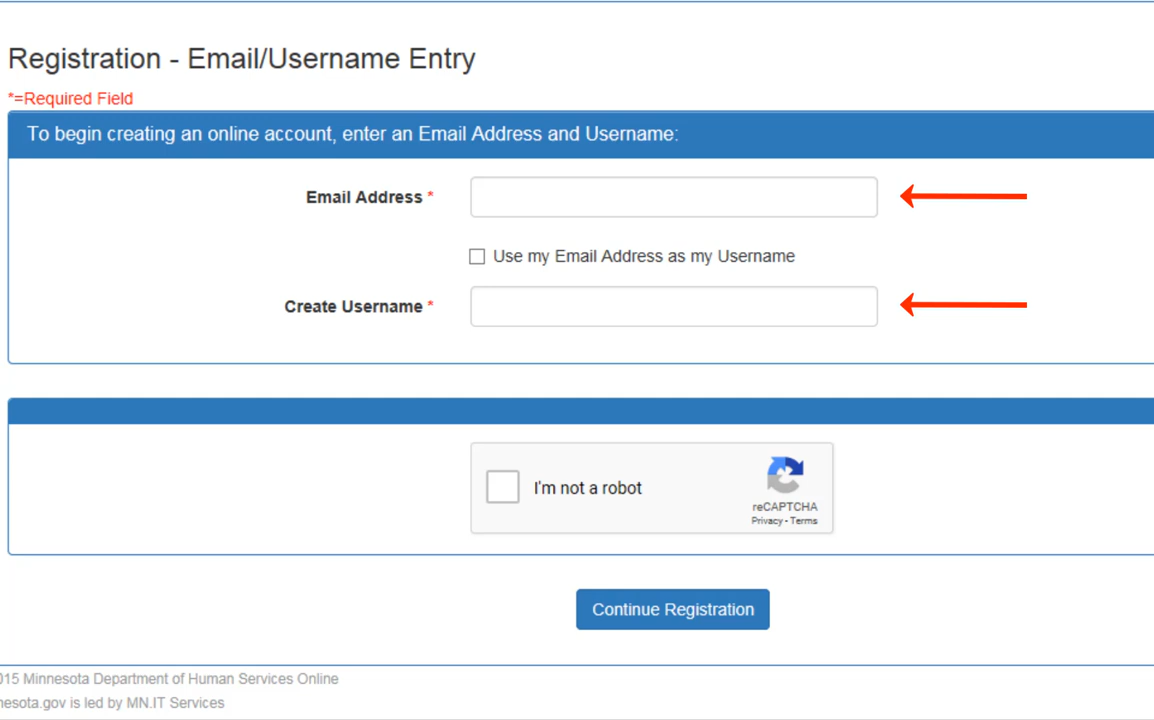 Registration - Email/Username Entry
*=Required Field
To begin creating an online account, enter an Email Address and Username:
Email Address *
Use my Email Address as my Username
Create Username *
I'm not a robot
reCAPTCHA
Privacy - Terms
Continue Registration
015 Minnesota Department of Human Services Online
nesota.gov is led by MN.IT Services